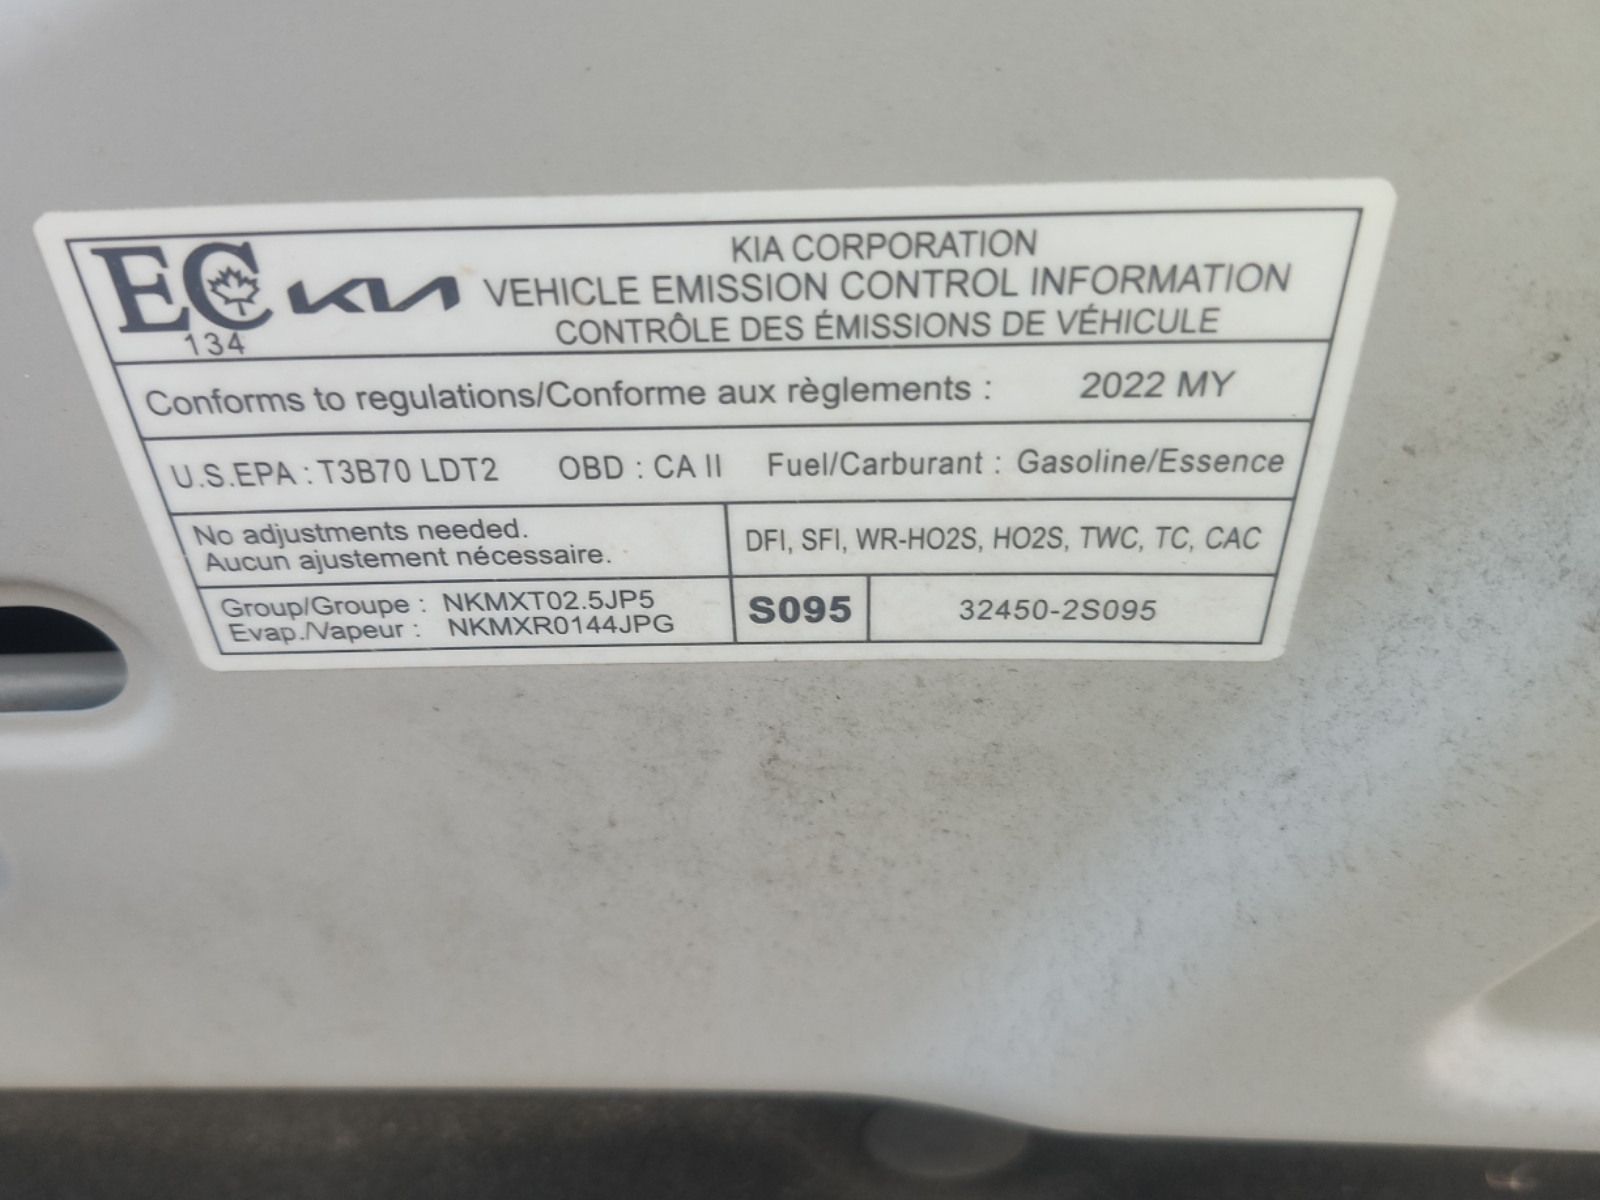 EC KIA
134
KIA CORPORATION
VEHICLE EMISSION CONTROL INFORMATION
CONTRÔLE DES ÉMISSIONS DE VÉHICULE
Conforms to regulations/Conforme aux règlements : 2022 MY
U.S.EPA : T3B70 LDT2 OBD : CA II Fuel/Carburant : Gasoline/Essence
No adjustments needed.
Aucun ajustement nécessaire.
DFI, SFI, WR-HO2S, HO2S, TWC, TC, CAC
Group/Groupe : NKMXT02.5JP5
Evap./Vapeur : NKMXR0144JPG
S095
32450-2S095